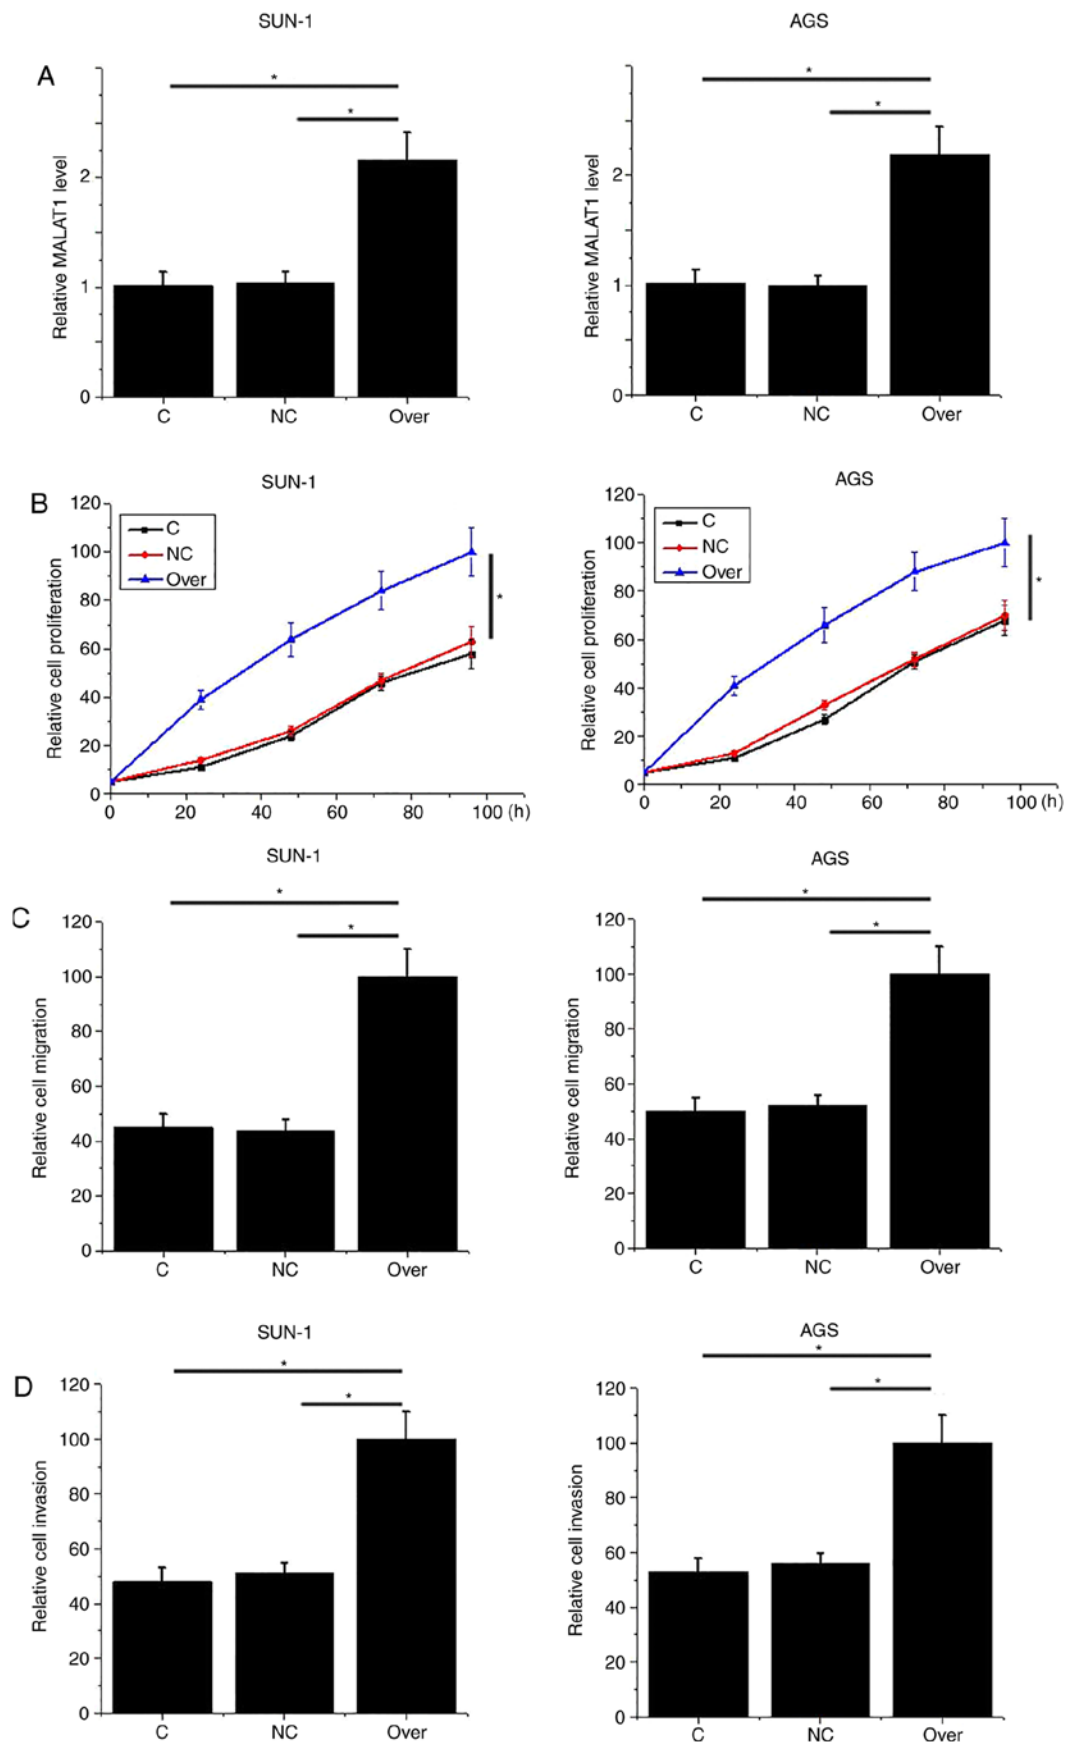 SUN-1
AGS
A
*
*
Relative MALAT1 level
2
1
0
C NC Over
*
*
Relative MALAT1 level
2
1
0
C NC Over
B
SUN-1
Relative cell proliferation
120
100
80
60
40
20
0
C
NC
Over
*
0 20 40 60 80 100 (h)
AGS
Relative cell proliferation
120
100
80
60
40
20
0
C
NC
Over
*
0 20 40 60 80 100 (h)
C
SUN-1
*
*
Relative cell migration
120
100
80
60
40
20
0
C NC Over
AGS
*
*
Relative cell migration
120
100
80
60
40
20
0
C NC Over
D
SUN-1
*
*
Relative cell invasion
120
100
80
60
40
20
0
C NC Over
AGS
*
*
Relative cell invasion
120
100
80
60
40
20
0
C NC Over